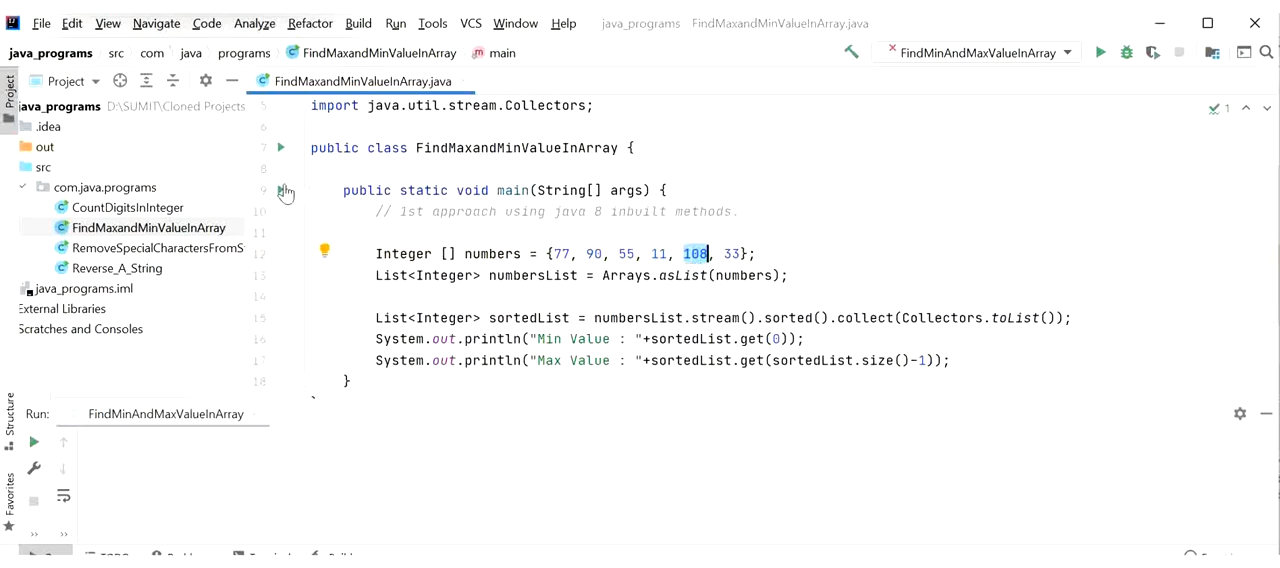 File Edit View Navigate Code Analyze Refactor Build Run Tools VCS Window Help java_programs FindMaxandMinValueInArray.java
java_programs src com java programs FindMaxandMinValueInArray main FindMinAndMaxValueInArray
Project
Project FindMaxandMinValueInArray.java
java_programs D:\SUMIT\Cloned Projects
.idea
out
src
com.java.programs
CountDigitsInInteger
FindMaxandMinValueInArray
RemoveSpecialCharactersFromS
Reverse_A_String
java_programs.iml
External Libraries
Scratches and Consoles
5 import java.util.stream.Collectors;
6
7 public class FindMaxandMinValueInArray {
8
9 public static void main(String[] args) {
10 // 1st approach using java 8 inbuilt methods.
11
12 Integer [] numbers = {77, 90, 55, 11, 108, 33};
13 List<Integer> numbersList = Arrays.asList(numbers);
14
15 List<Integer> sortedList = numbersList.stream().sorted().collect(Collectors.toList());
16 System.out.println("Min Value : "+sortedList.get(0));
17 System.out.println("Max Value : "+sortedList.get(sortedList.size()-1));
18 }
1
Structure
Favorites
Run: FindMinAndMaxValueInArray